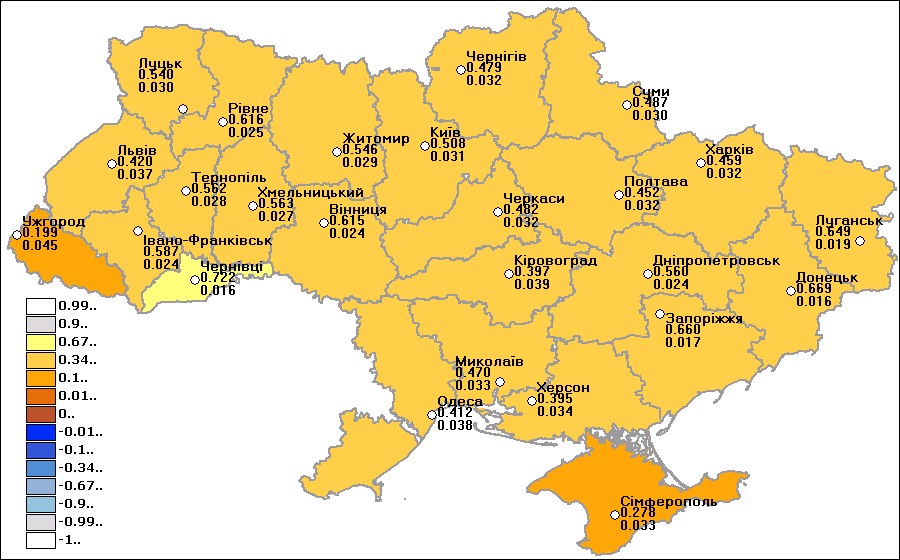 Чернігів
0.479
0.032
Луцьк
0.540
0.030
Суми
0.487
0.030
Рівне
0.616
0.025
Житомир
0.546
0.029
Київ
0.508
0.031
Харків
0.459
0.032
Львів
0.420
0.037
Тернопіль
0.562
0.028
Хмельницький
0.563
0.027
Вінниця
0.615
0.024
Черкаси
0.482
0.032
Полтава
0.452
0.032
Ужгород
0.199
0.045
Івано-Франківськ
0.587
0.024
Луганськ
0.649
0.019
Чернівці
0.722
0.016
Кіровоград
0.397
0.039
Дніпропетровськ
0.560
0.024
Донецьк
0.669
0.016
Запоріжжя
0.660
0.017
Миколаїв
0.470
0.033
Херсон
0.395
0.034
Одеса
0.412
0.038
Сімферополь
0.278
0.033
0.99..
0.9..
0.67..
0.34..
0.1..
0.01..
0..
-0.01..
-0.1..
-0.34..
-0.67..
-0.9..
-0.99..
-1..